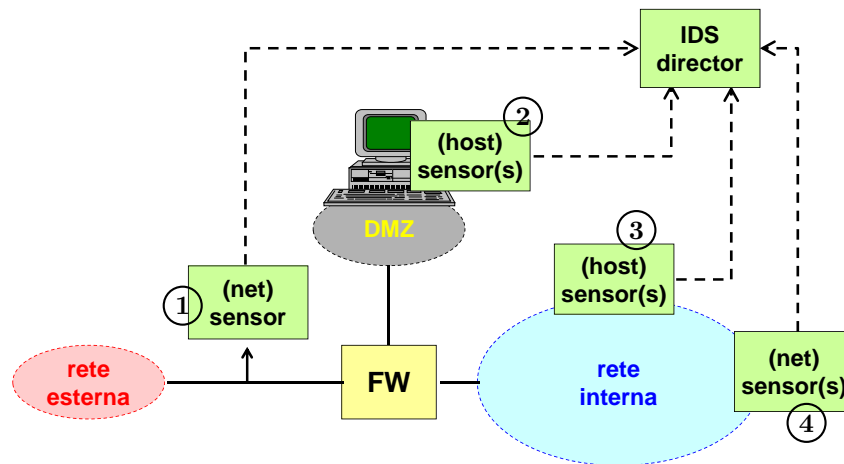 IDS
director
2
(host)
sensor(s)
DMZ
3
(host)
sensor(s)
1
(net)
sensor
rete
esterna
FW
rete
interna
(net)
sensor(s)
4